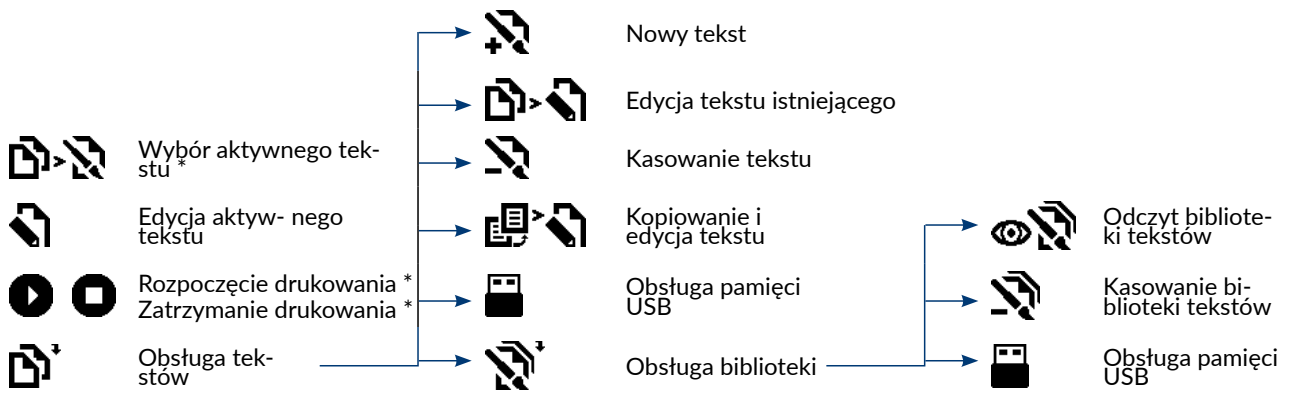 Wybór aktywnego tek-
stu *
Edycja aktyw- nego
tekstu
Rozpoczęcie drukowania *
Zatrzymanie drukowania *
Obsługa tek-
stów
Nowy tekst
Edycja tekstu istniejącego
Kasowanie tekstu
Kopiowanie i
edycja tekstu
Obsługa pamięci
USB
Obsługa biblioteki
Odczyt bibliote-
ki tekstów
Kasowanie bi-
blioteki tekstów
Obsługa pamięci
USB